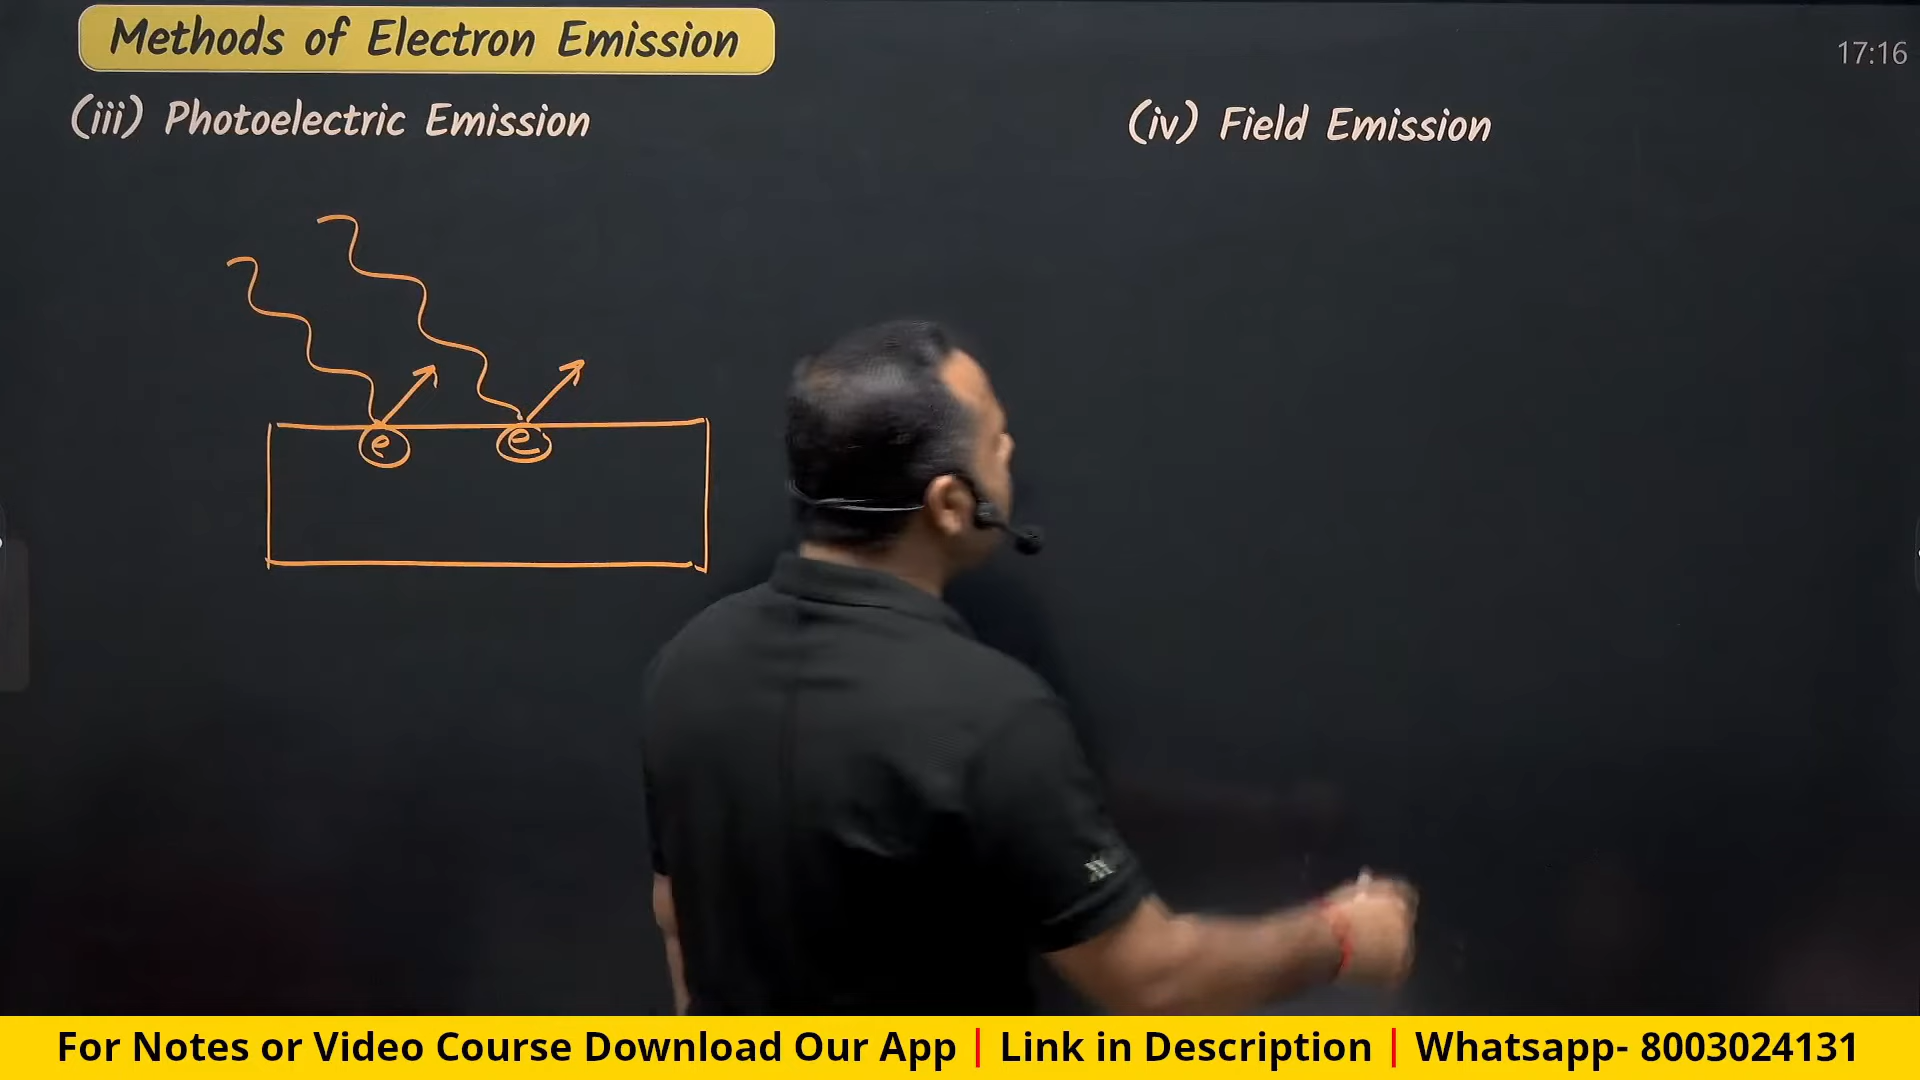 Methods of Electron Emission
17:16
(iii) Photoelectric Emission
(iv) Field Emission
e
e
For Notes or Video Course Download Our App | Link in Description | Whatsapp- 8003024131